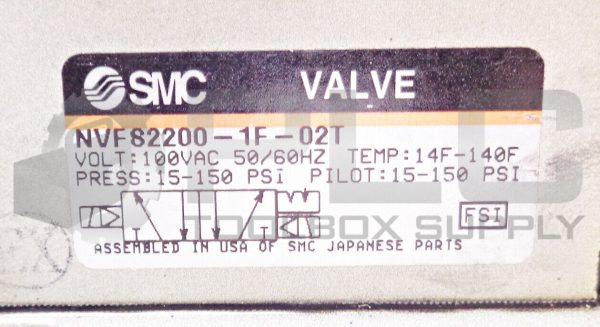 SMC VALVE
NVFS2200-1F-02T
VOLT:100VAC 50/60HZ TEMP:14F-140F
PRESS:15-150 PSI PILOT:15-150 PSI
FSI
ASSEMBLED IN USA OF SMC JAPANESE PARTS
PLC
TOOLBOX SUPPLY